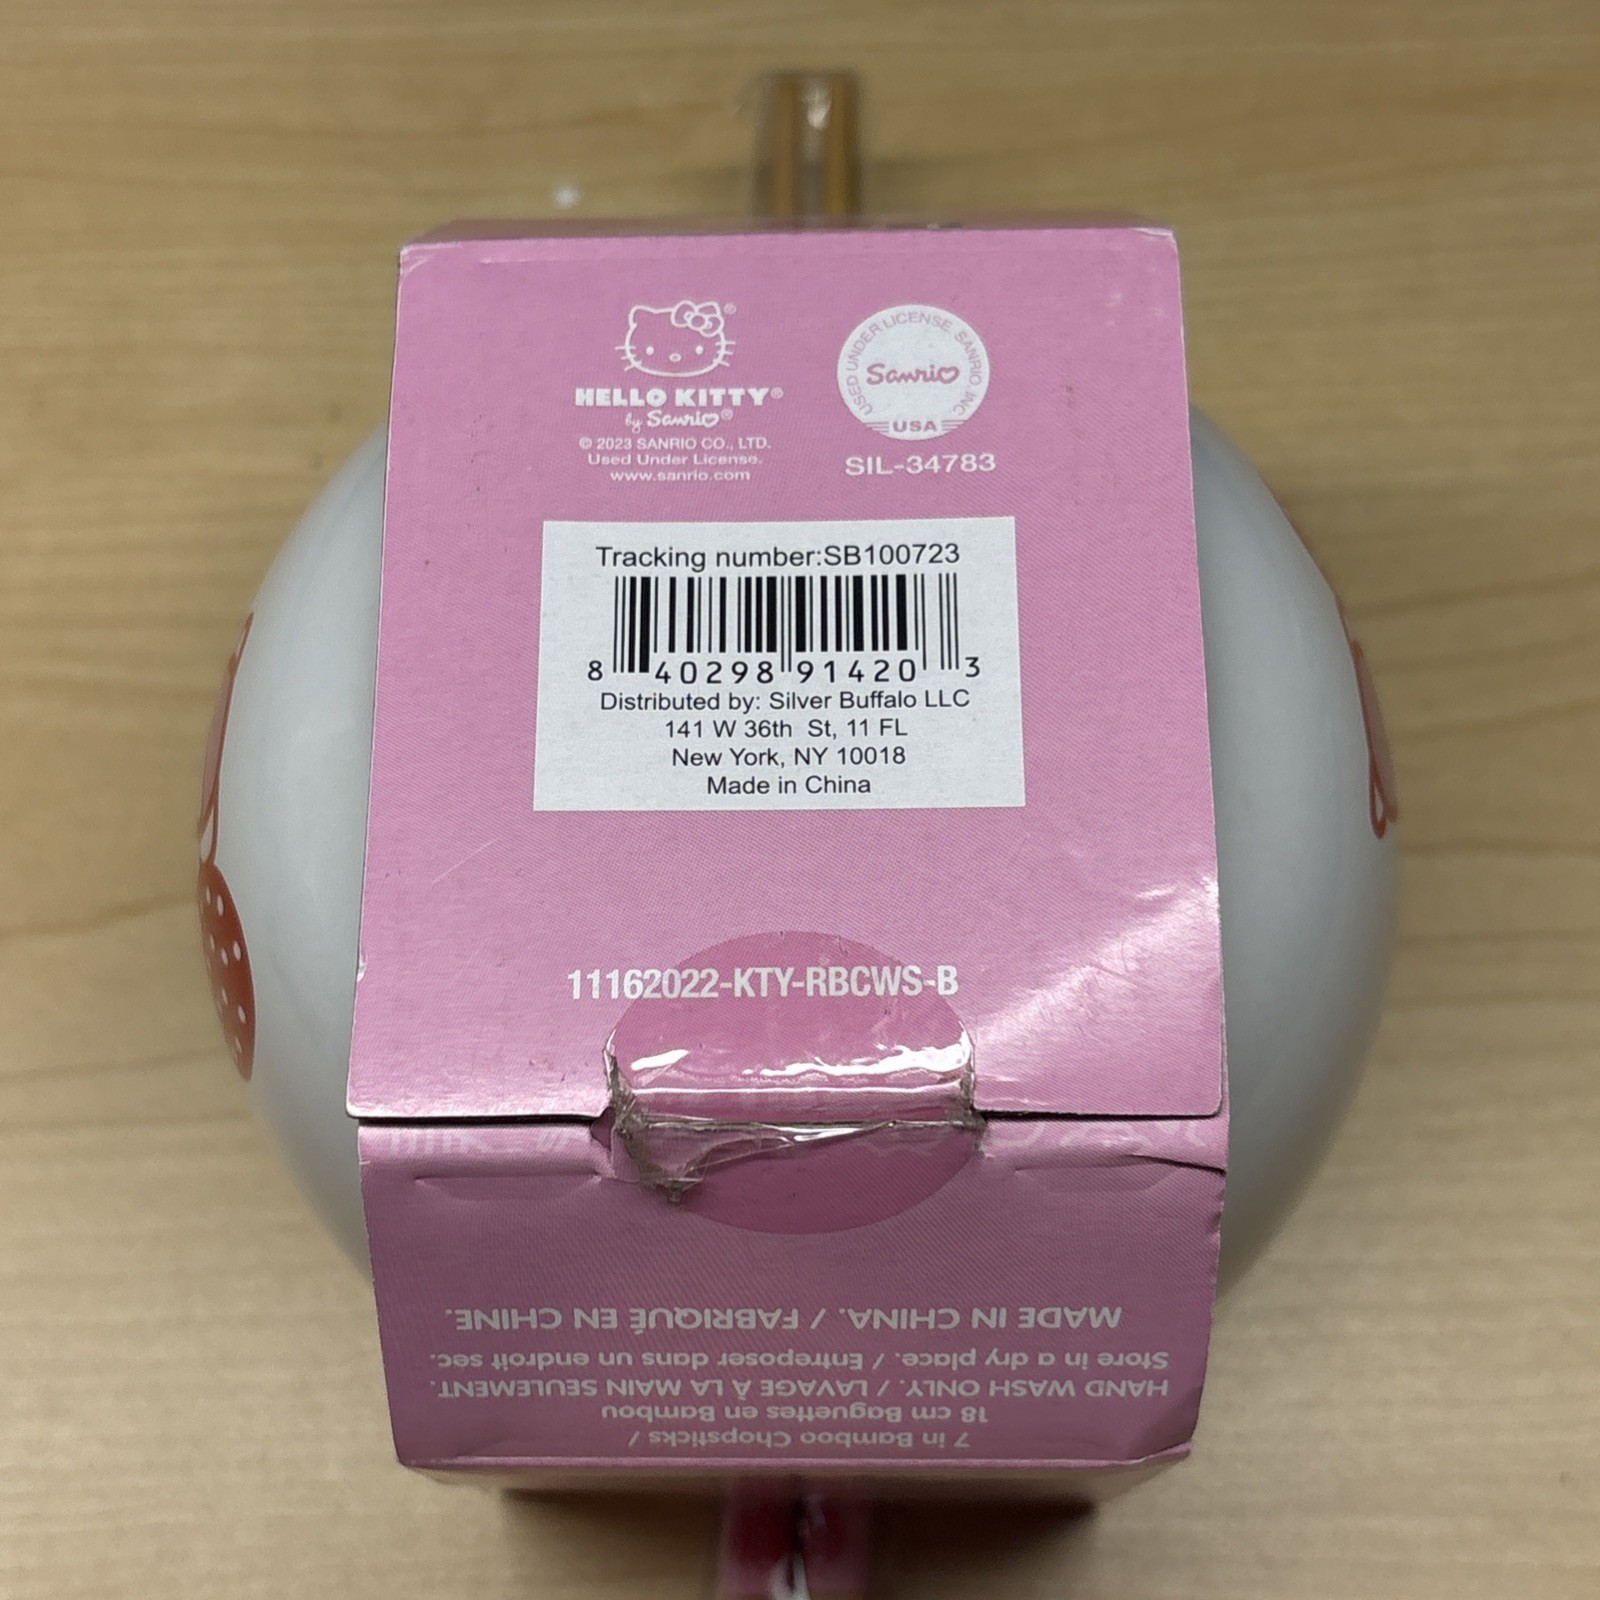 HELLO KITTY®
by Sanrio®
© 2023 SANRIO CO., LTD.
Used Under License.
www.sanrio.com
USED UNDER LICENSE. SANRIO, INC.
Sanrio
USA
SIL-34783
Tracking number:SB100723
8 40298 91420 3
Distributed by: Silver Buffalo LLC
141 W 36th St, 11 FL
New York, NY 10018
Made in China
11162022-KTY-RBCWS-B
7 in Bamboo Chopsticks /
18 cm Baguettes en Bambou
HAND WASH ONLY. / LAVAGE À LA MAIN SEULEMENT.
Store in a dry place. / Entreposer dans un endroit sec.
MADE IN CHINA. / FABRIQUÉ EN CHINE.